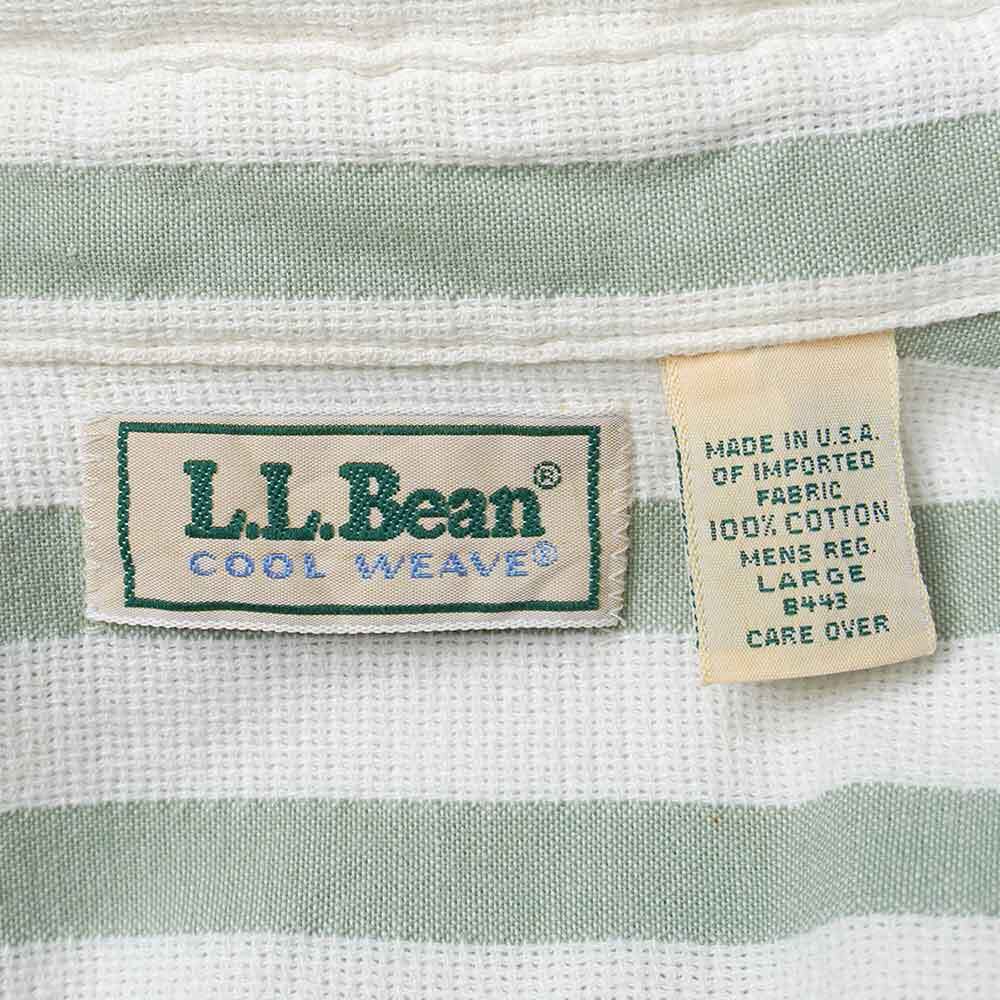 L.L.Bean®
COOL WEAVE®
MADE IN U.S.A.
OF IMPORTED
FABRIC
100% COTTON
MENS REG.
LARGE
8443
CARE OVER